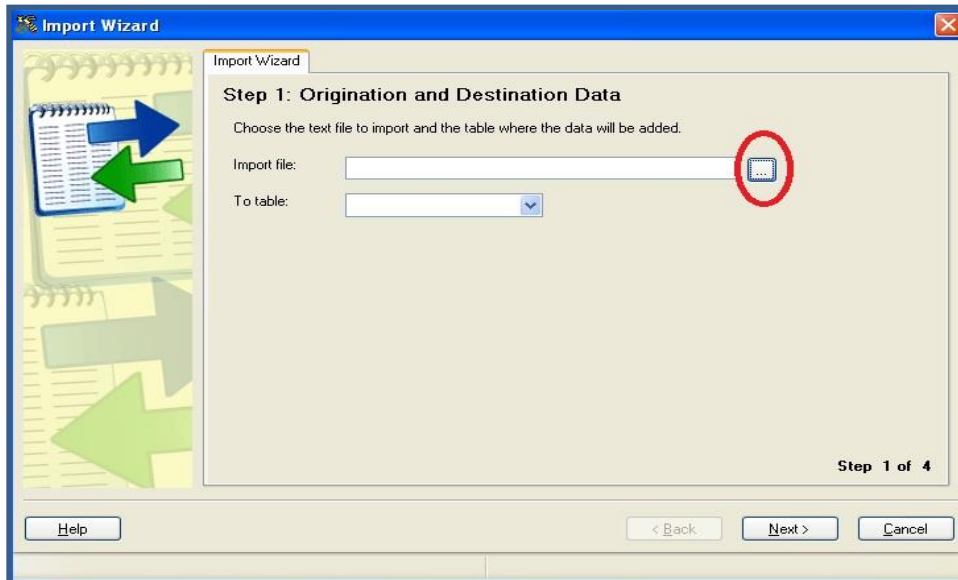 Import Wizard
Import Wizard
Step 1: Origination and Destination Data
Choose the text file to import and the table where the data will be added.
Import file:
...
To table:
Step 1 of 4
Help
< Back
Next >
Cancel